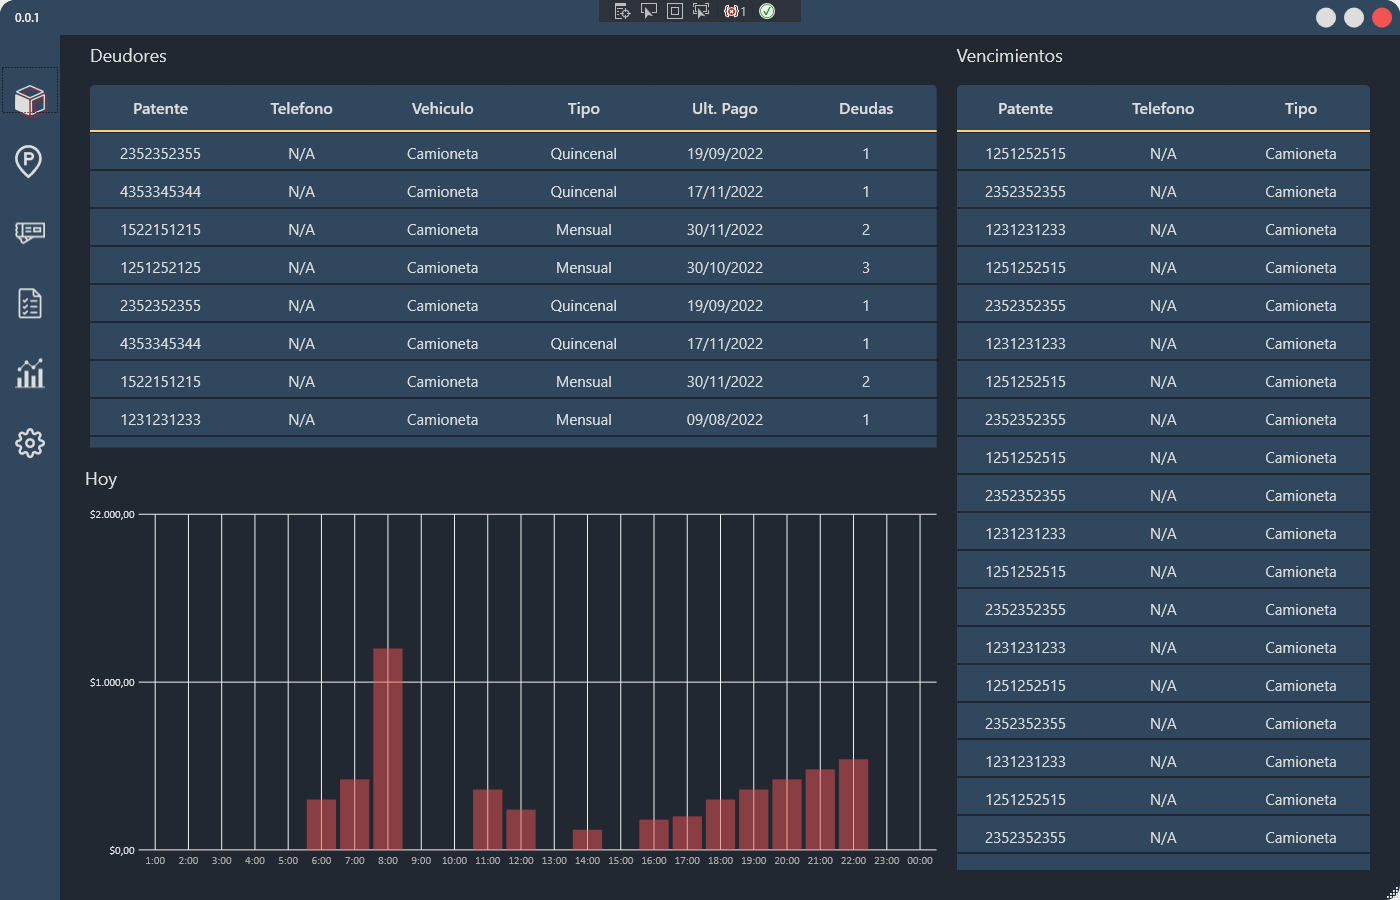 0.0.1
1
Deudores
Patente Telefono Vehiculo Tipo Ult. Pago Deudas
2352352355 N/A Camioneta Quincenal 19/09/2022 1
4353345344 N/A Camioneta Quincenal 17/11/2022 1
1522151215 N/A Camioneta Mensual 30/11/2022 2
1251252125 N/A Camioneta Mensual 30/10/2022 3
2352352355 N/A Camioneta Quincenal 19/09/2022 1
4353345344 N/A Camioneta Quincenal 17/11/2022 1
1522151215 N/A Camioneta Mensual 30/11/2022 2
1231231233 N/A Camioneta Mensual 09/08/2022 1
Vencimientos
Patente Telefono Tipo
1251252515 N/A Camioneta
2352352355 N/A Camioneta
1231231233 N/A Camioneta
1251252515 N/A Camioneta
2352352355 N/A Camioneta
1231231233 N/A Camioneta
1251252515 N/A Camioneta
2352352355 N/A Camioneta
1251252515 N/A Camioneta
2352352355 N/A Camioneta
1231231233 N/A Camioneta
1251252515 N/A Camioneta
2352352355 N/A Camioneta
1231231233 N/A Camioneta
1251252515 N/A Camioneta
2352352355 N/A Camioneta
1231231233 N/A Camioneta
1251252515 N/A Camioneta
2352352355 N/A Camioneta
P
Hoy
$2.000,00
$1.000,00
$0,00
1:00 2:00 3:00 4:00 5:00 6:00 7:00 8:00 9:00 10:00 11:00 12:00 13:00 14:00 15:00 16:00 17:00 18:00 19:00 20:00 21:00 22:00 23:00 00:00